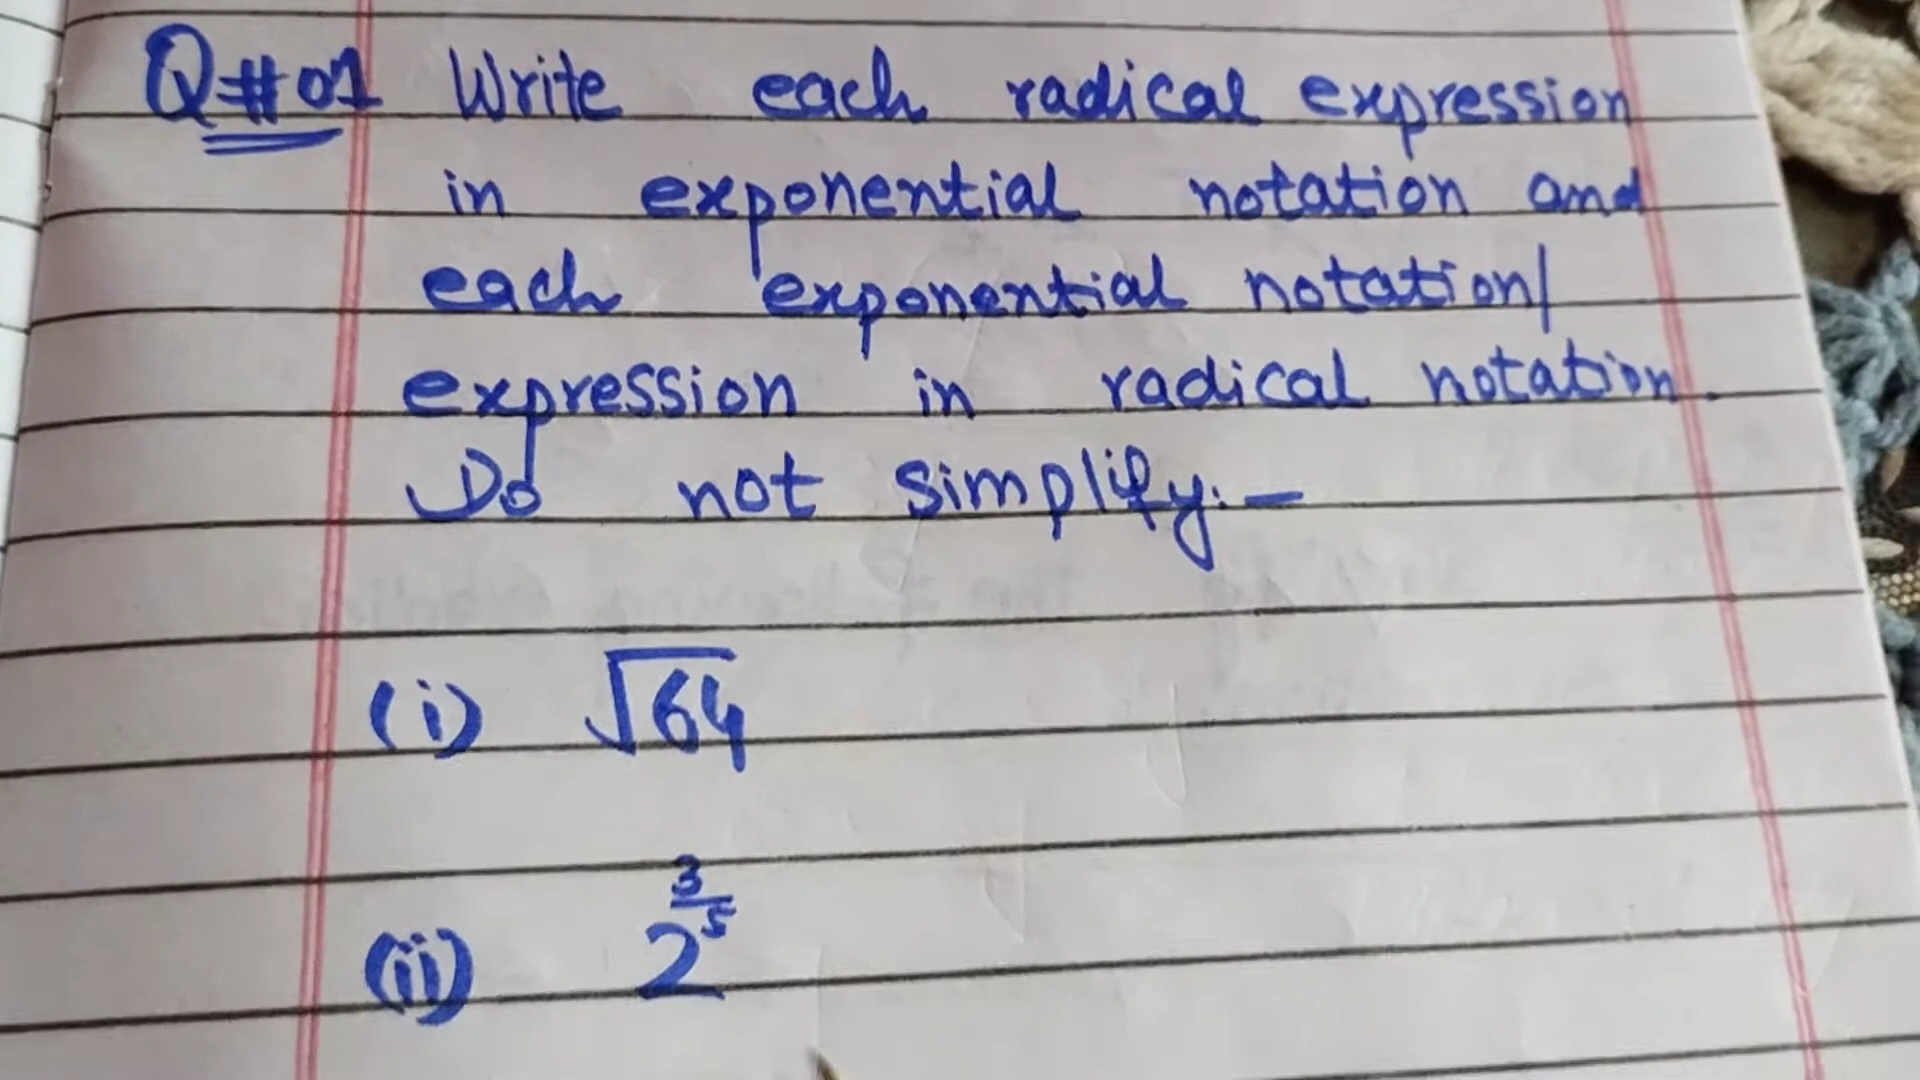 Q#01 Write each radical expression
in exponential notation and
each exponential notation/
expression in radical notation.
Do not simplify:-
(i) √64
(ii) 2^(3/5)